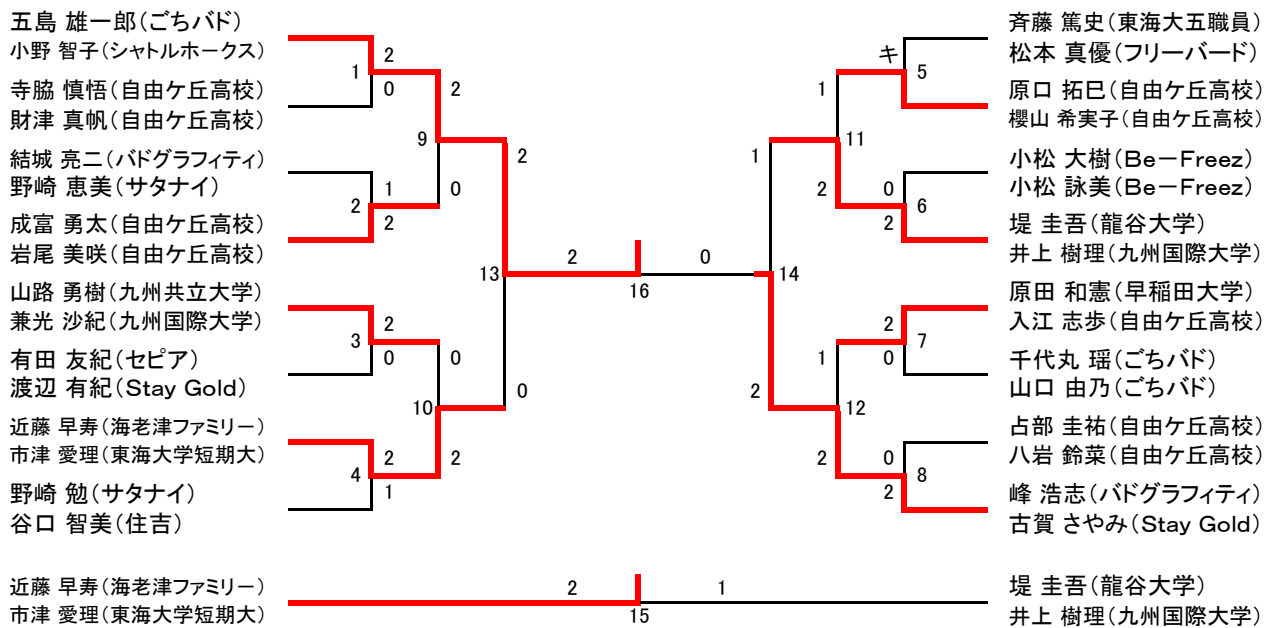 五島 雄一郎(ごちバド)
小野 智子(シャトルホークス)
寺脇 慎悟(自由ケ丘高校)
財津 真帆(自由ケ丘高校)
結城 亮二(バドグラフィティ)
野崎 恵美(サタナイ)
成富 勇太(自由ケ丘高校)
岩尾 美咲(自由ケ丘高校)
山路 勇樹(九州共立大学)
兼光 沙紀(九州国際大学)
有田 友紀(セピア)
渡辺 有紀(Stay Gold)
近藤 早寿(海老津ファミリー)
市津 愛理(東海大学短期大)
野崎 勉(サタナイ)
谷口 智美(住吉)
2
1
0
2
9
1
0
2
2
2
13
2
3
0
0
10
0
2
4
2
1
2
0
16
斉藤 篤史(東海大五職員)
松本 真優(フリーバード)
原口 拓巳(自由ケ丘高校)
櫻山 希実子(自由ケ丘高校)
小松 大樹(Be-Freez)
小松 詠美(Be-Freez)
堤 圭吾(龍谷大学)
井上 樹理(九州国際大学)
原田 和憲(早稲田大学)
入江 志歩(自由ケ丘高校)
千代丸 瑶(ごちバド)
山口 由乃(ごちバド)
占部 圭祐(自由ケ丘高校)
八岩 鈴菜(自由ケ丘高校)
峰 浩志(バドグラフィティ)
古賀 さやみ(Stay Gold)
キ
5
1
11
1
2
0
6
2
14
2
7
1
0
2
12
2
0
8
2
近藤 早寿(海老津ファミリー)
市津 愛理(東海大学短期大)
2
1
15
堤 圭吾(龍谷大学)
井上 樹理(九州国際大学)